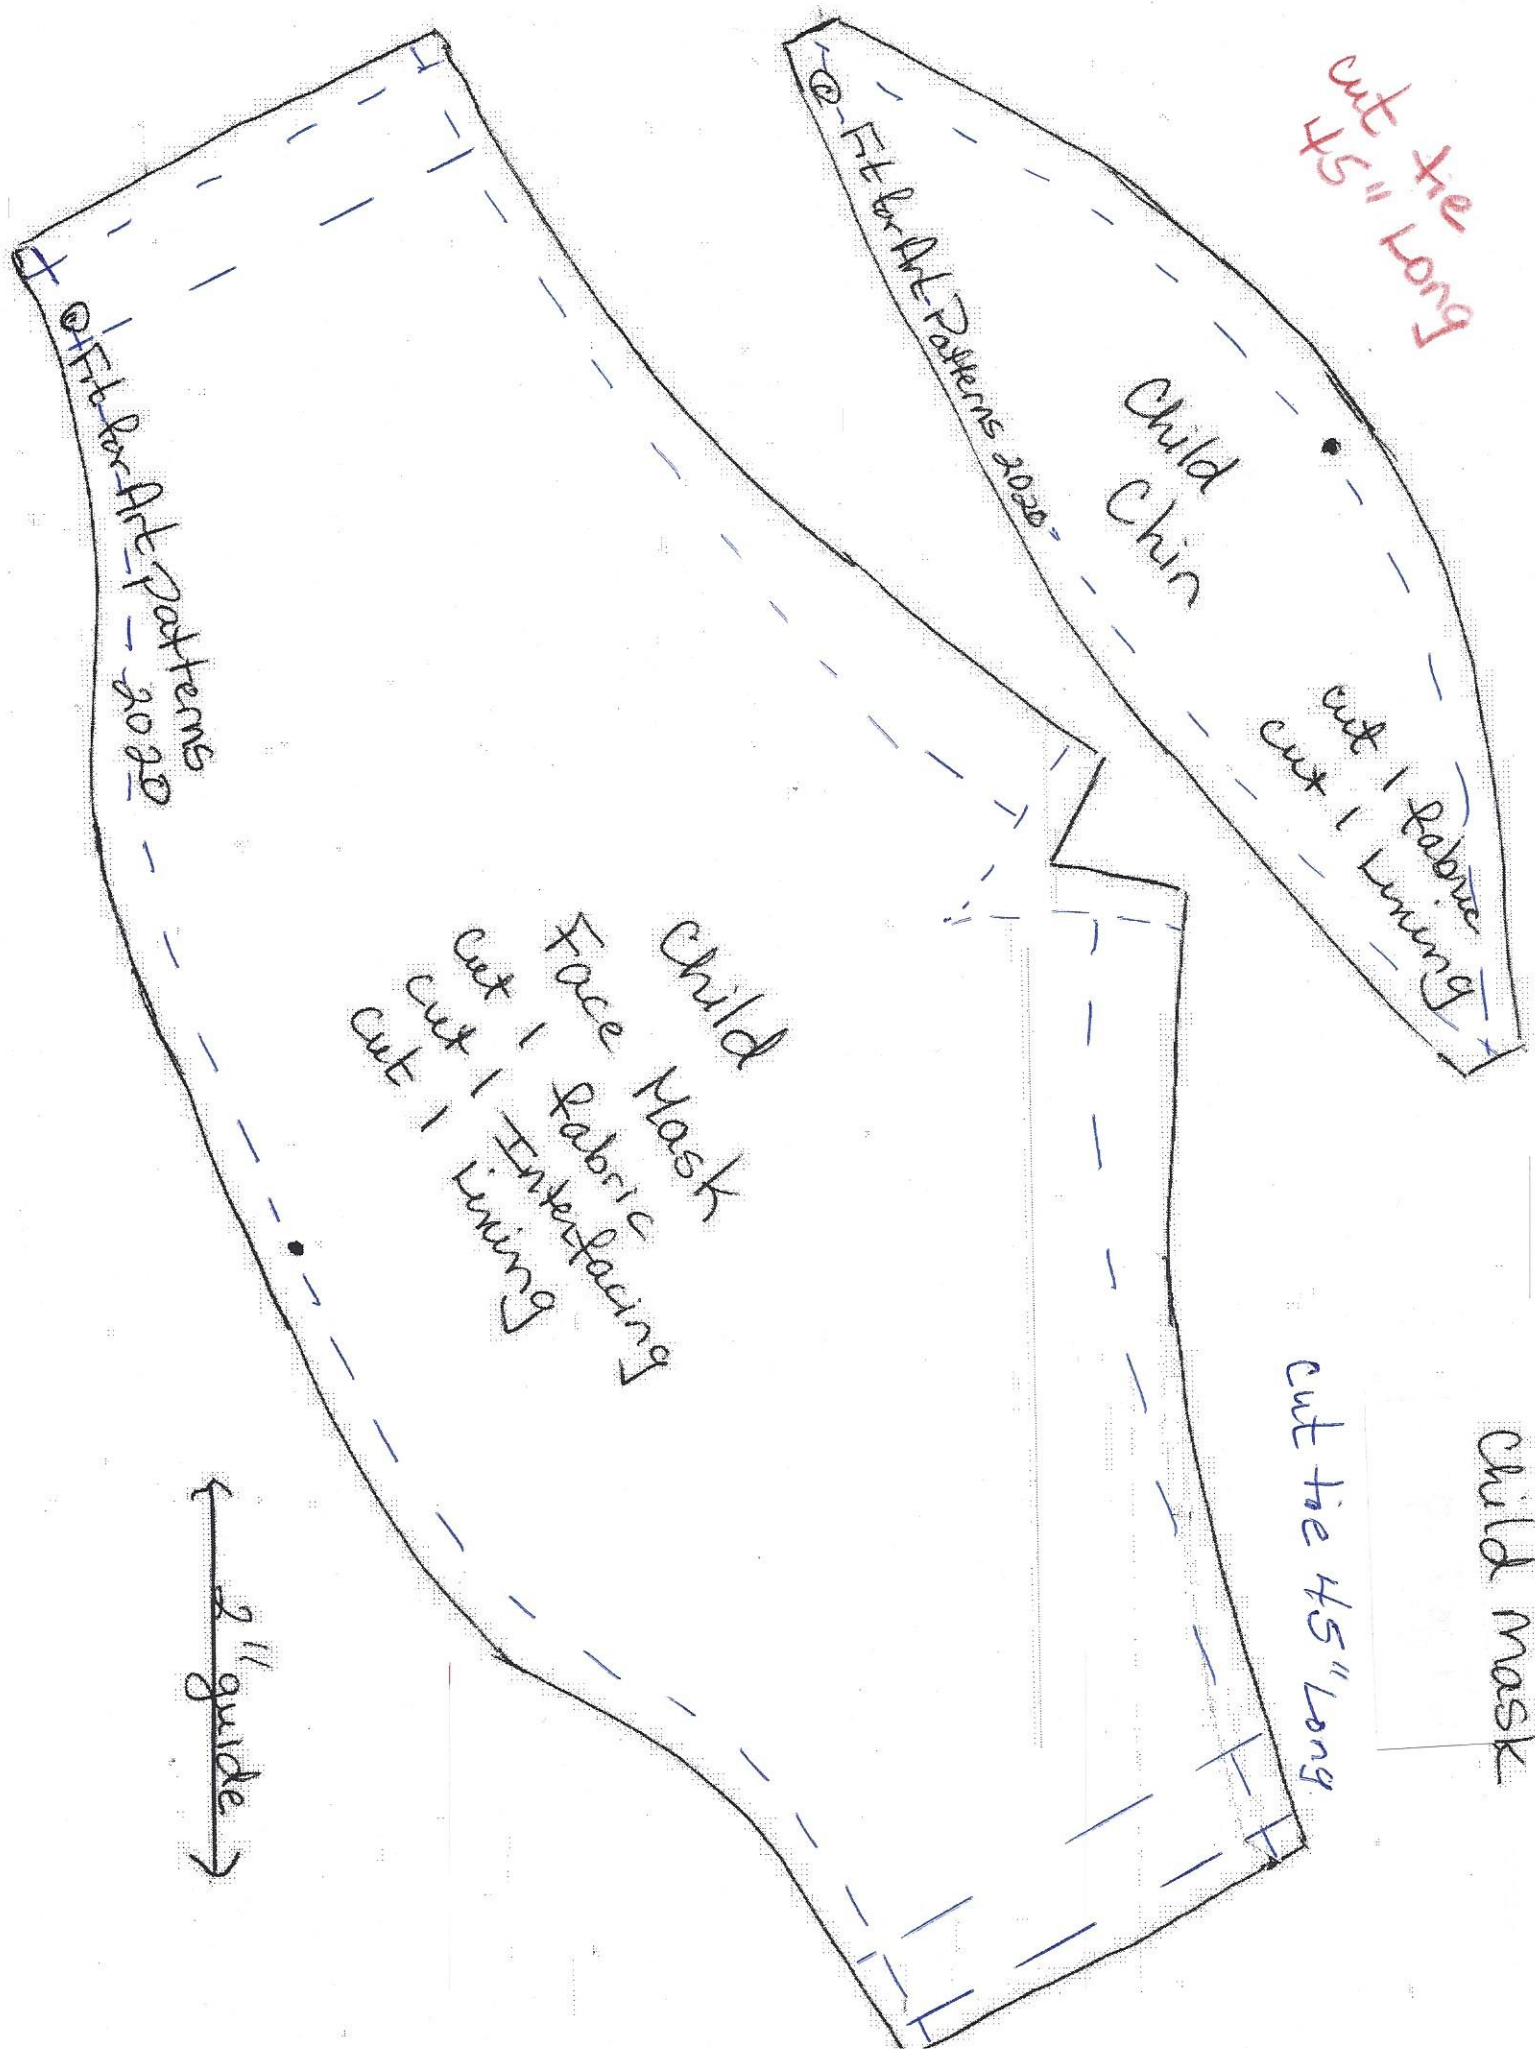 cut tie
45" Long
© Fit for Art Patterns 2020
Child
Chin
cut 1 fabric
cut 1 Lining
© Fit for Art Patterns
2020
Child
Face Mask
cut 1 fabric
cut 1 Interfacing
cut 1 Lining
Child Mask
cut tie 45" Long
2" guide